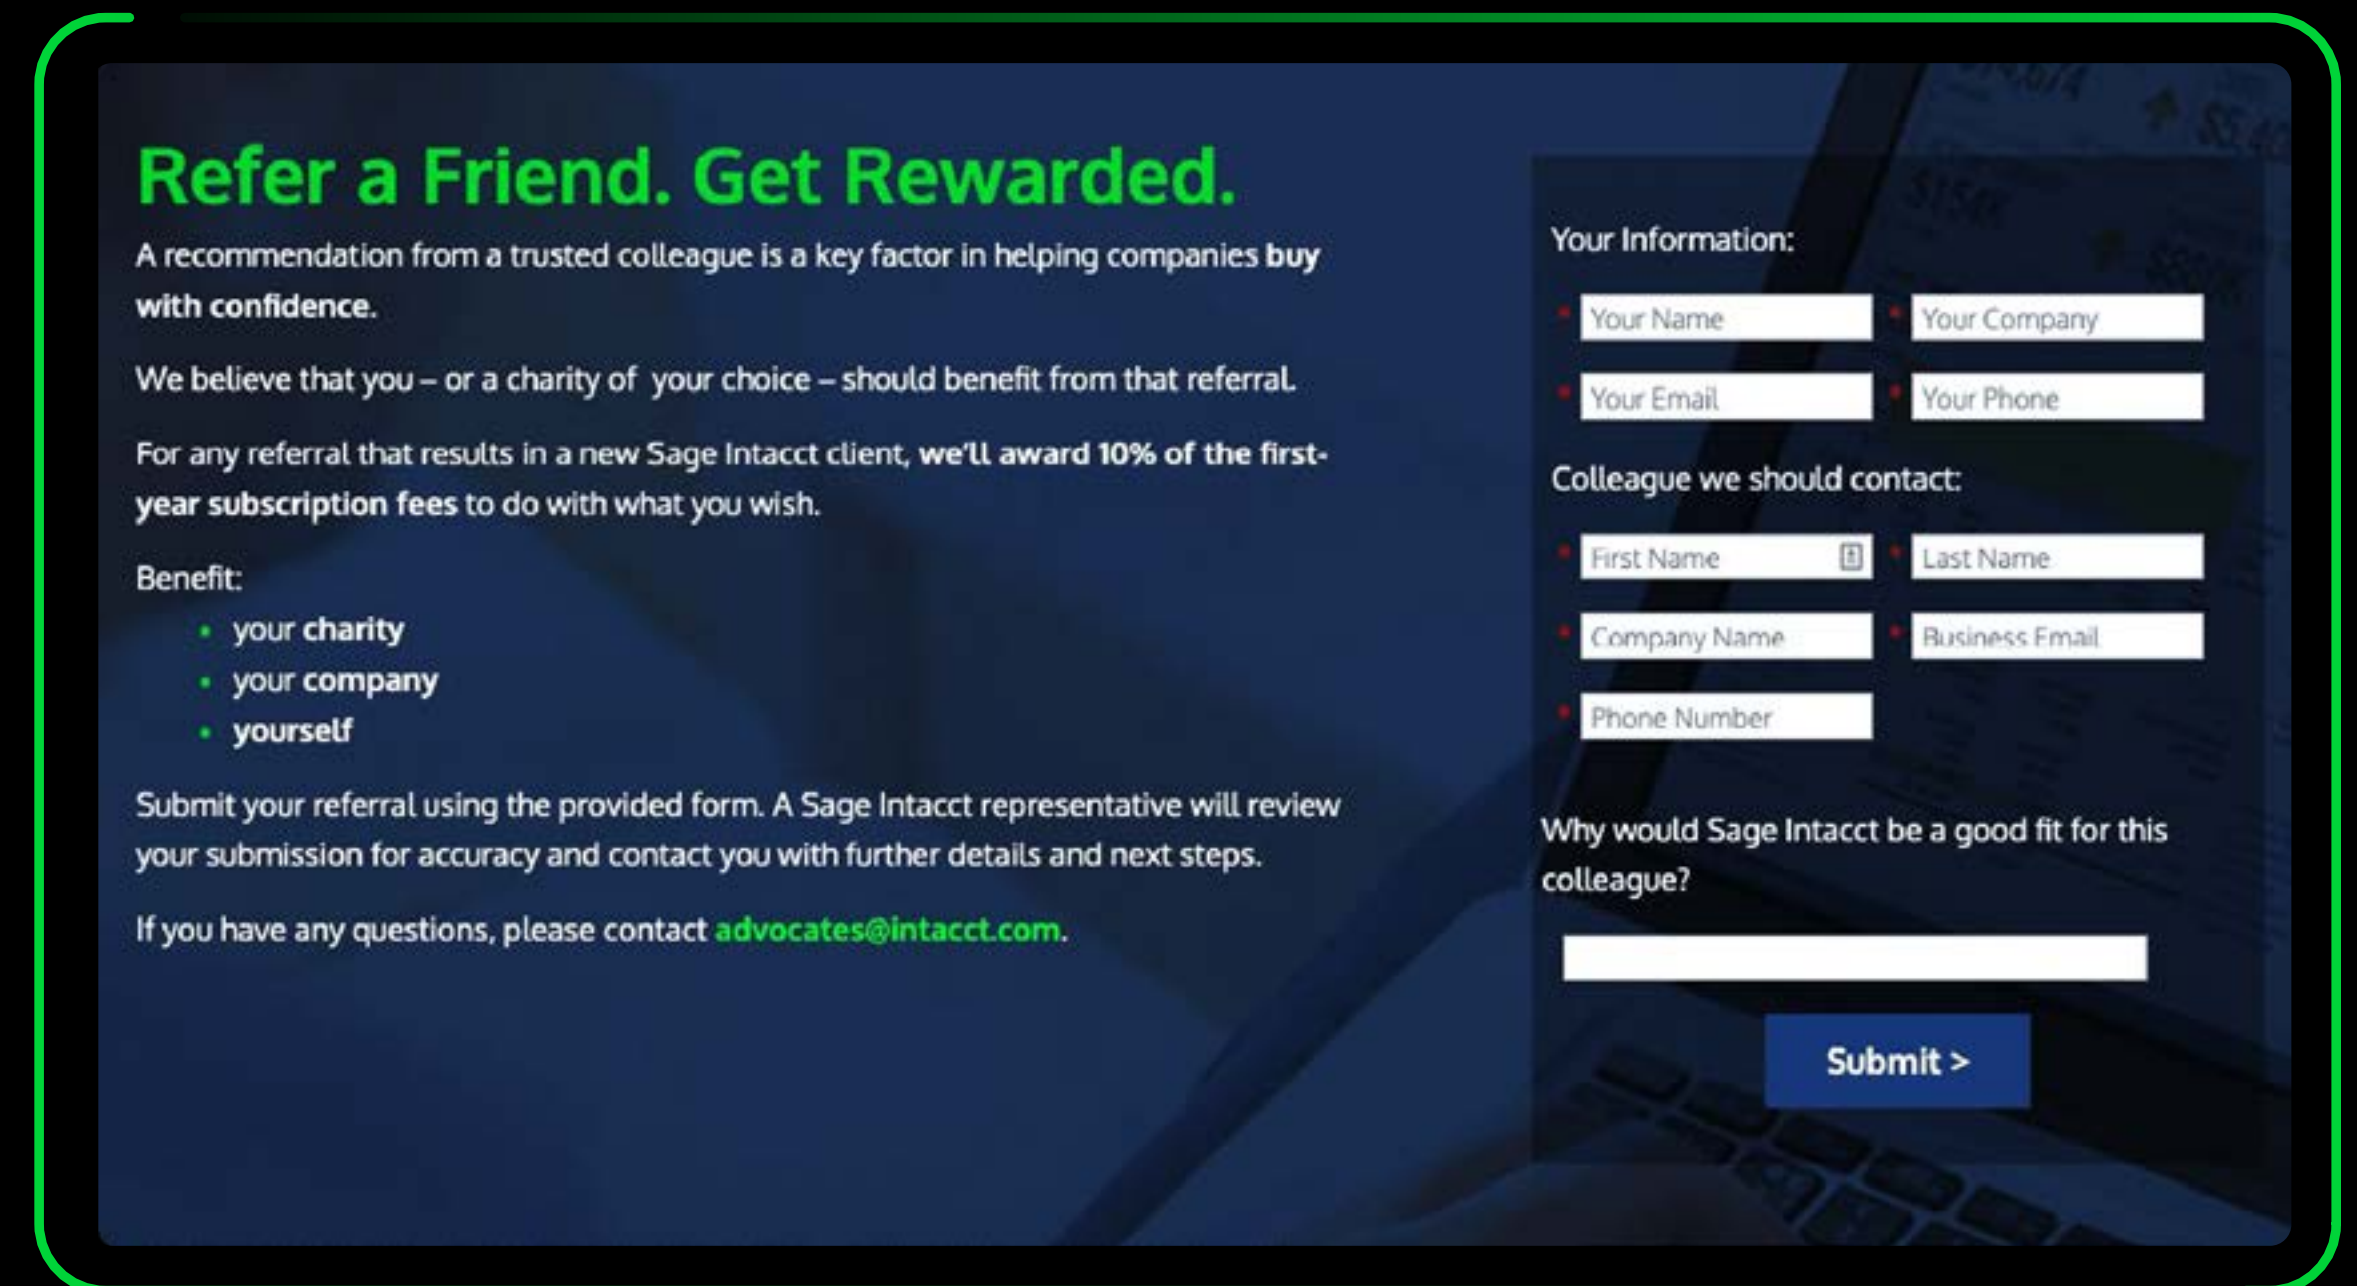 Refer a Friend. Get Rewarded.
A recommendation from a trusted colleague is a key factor in helping companies buy
with confidence.
We believe that you – or a charity of your choice – should benefit from that referral.
For any referral that results in a new Sage Intacct client, we'll award 10% of the first-
year subscription fees to do with what you wish.
Benefit:
• your charity
• your company
• yourself
Submit your referral using the provided form. A Sage Intacct representative will review
your submission for accuracy and contact you with further details and next steps.
If you have any questions, please contact advocates@intacct.com.
Your Information:
* Your Name * Your Company
* Your Email * Your Phone
Colleague we should contact:
* First Name * Last Name
* Company Name * Business Email
* Phone Number
Why would Sage Intacct be a good fit for this
colleague?
Submit >
$154K